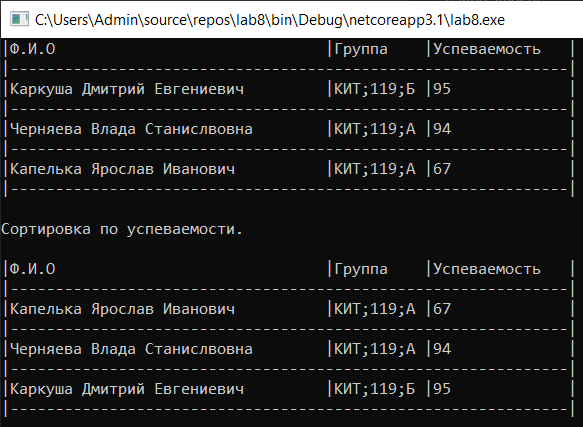 C:\Users\Admin\source\repos\lab8\bin\Debug\netcoreapp3.1\lab8.exe
|Ф.И.О                              |Группа    |Успеваемость   |
|--------------------------------------------------------------|
|Каркуша Дмитрий Евгениевич         |КИТ;119;Б |95             |
|--------------------------------------------------------------|
|Черняева Влада Станислвовна        |КИТ;119;А |94             |
|--------------------------------------------------------------|
|Капелька Ярослав Иванович          |КИТ;119;А |67             |
|--------------------------------------------------------------|
Сортировка по успеваемости.
|Ф.И.О                              |Группа    |Успеваемость   |
|--------------------------------------------------------------|
|Капелька Ярослав Иванович          |КИТ;119;А |67             |
|--------------------------------------------------------------|
|Черняева Влада Станислвовна        |КИТ;119;А |94             |
|--------------------------------------------------------------|
|Каркуша Дмитрий Евгениевич         |КИТ;119;Б |95             |
|--------------------------------------------------------------|